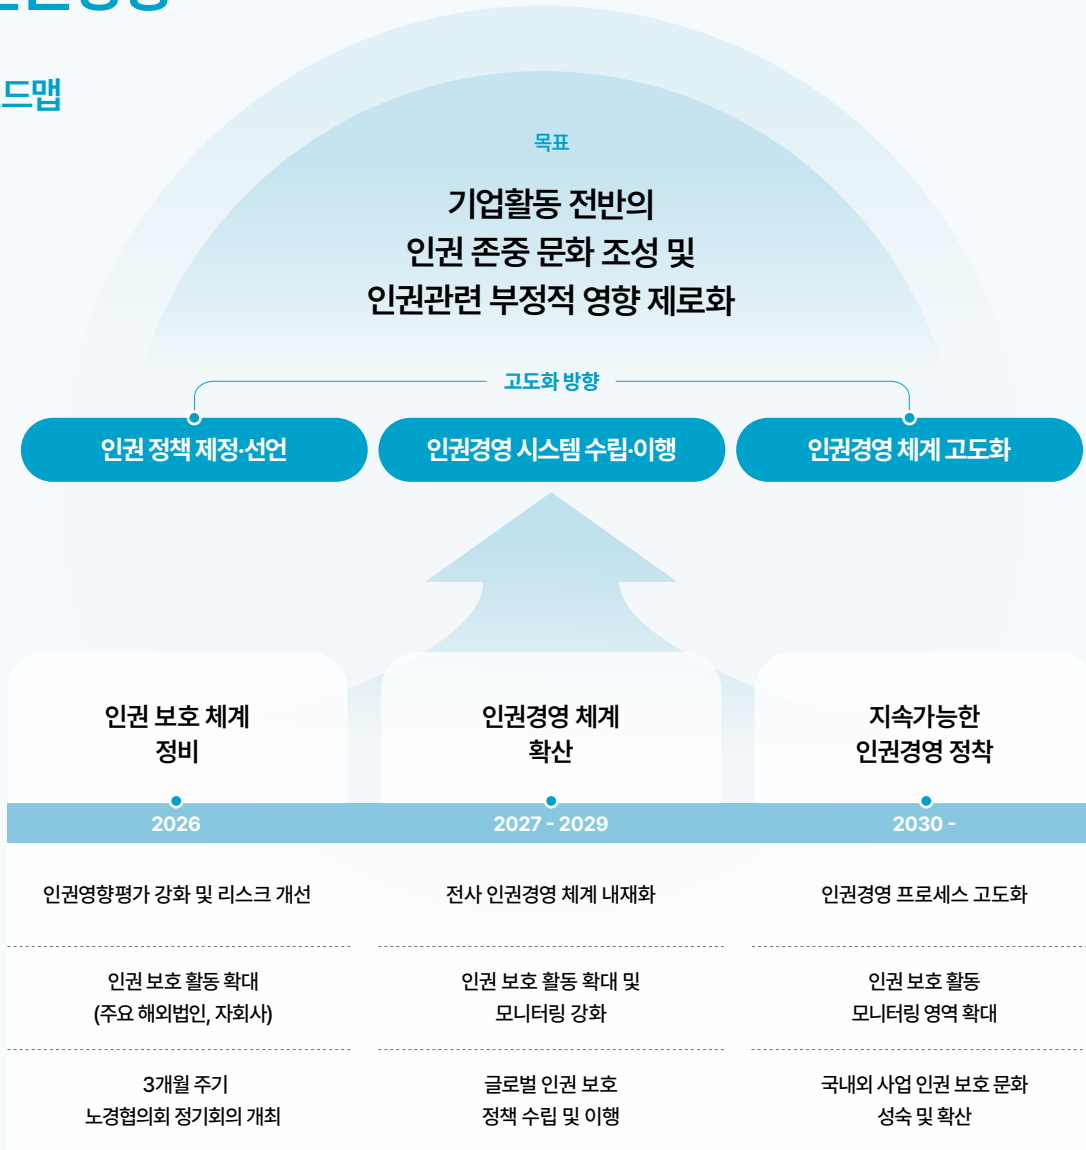 드맵
목표
기업활동 전반의
인권 존중 문화 조성 및
인권관련 부정적 영향 제로화
고도화 방향
인권 정책 제정·선언
인권경영 시스템 수립·이행
인권경영 체계 고도화
인권 보호 체계
정비
인권경영 체계
확산
지속가능한
인권경영 정착
2026
2027 - 2029
2030 -
인권영향평가 강화 및 리스크 개선
전사 인권경영 체계 내재화
인권경영 프로세스 고도화
인권 보호 활동 확대
(주요 해외법인, 자회사)
인권 보호 활동 확대 및
모니터링 강화
인권 보호 활동
모니터링 영역 확대
3개월 주기
노경협의회 정기회의 개최
글로벌 인권 보호
정책 수립 및 이행
국내외 사업 인권 보호 문화
성숙 및 확산